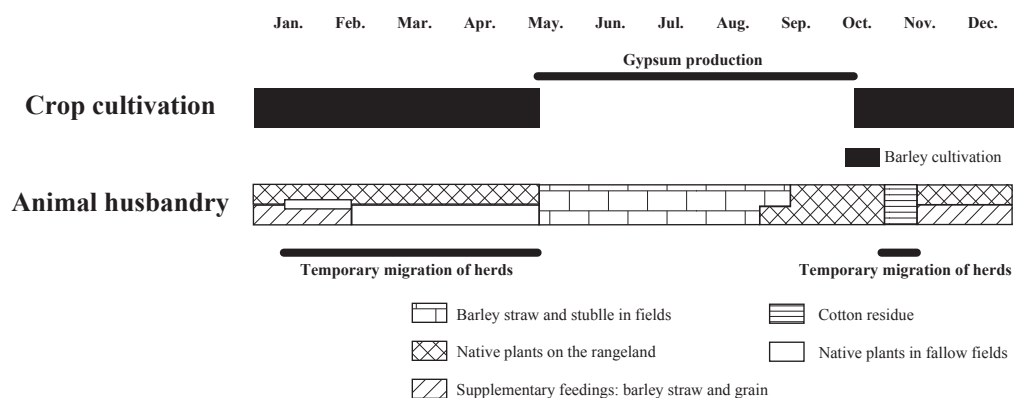 Jan. Feb. Mar. Apr. May. Jun. Jul. Aug. Sep. Oct. Nov. Dec.
Gypsum production
Crop cultivation
Barley cultivation
Animal husbandry
Temporary migration of herds Temporary migration of herds
Barley straw and stublle in fields Cotton residue
Native plants on the rangeland Native plants in fallow fields
Supplementary feedings: barley straw and grain